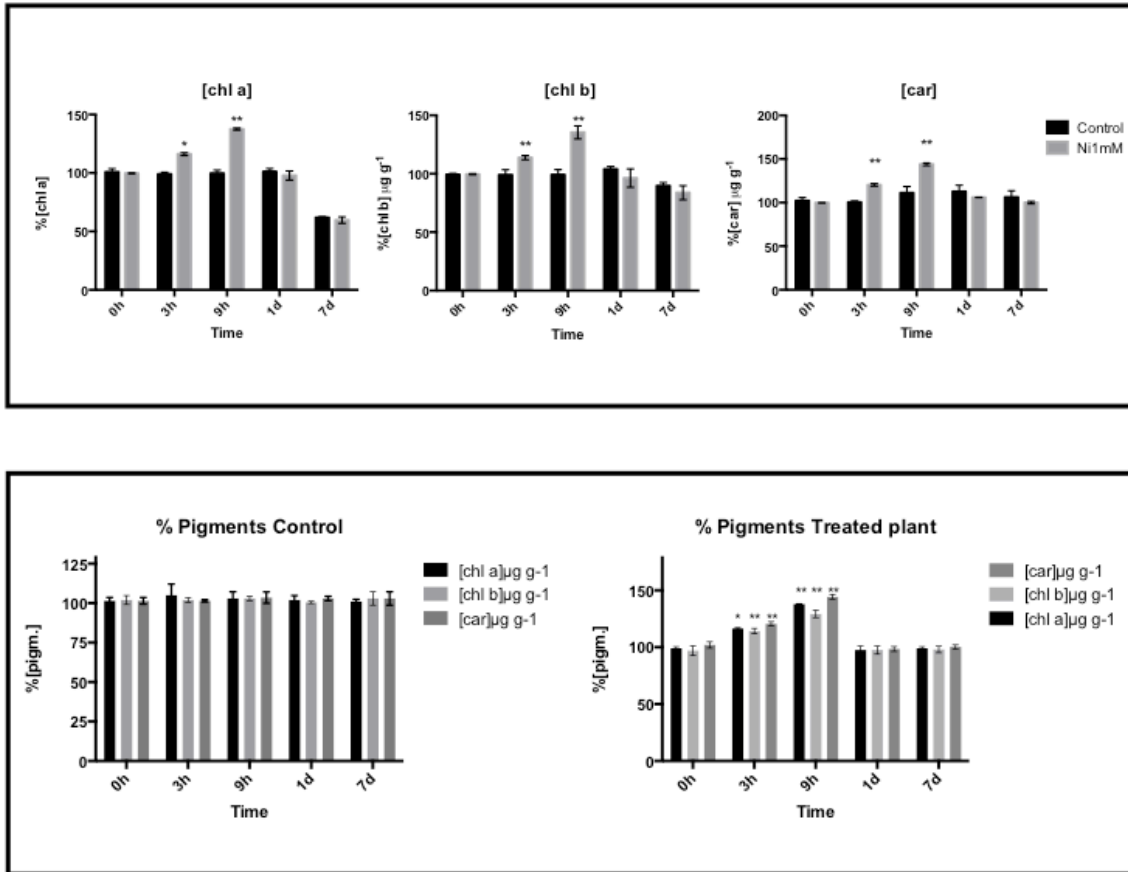 [chl a]
%[chl a]
150
100
50
0
*
**
0h 3h 9h 1d 7d
Time
[chl b]
%[chl b] µg g⁻¹
150
100
50
0
**
**
0h 3h 9h 1d 7d
Time
[car]
%[car] µg g⁻¹
200
150
100
50
0
**
**
0h 3h 9h 1d 7d
Time
Control
Ni1mM
% Pigments Control
%[pigm.]
125
100
75
50
25
0
0h 3h 9h 1d 7d
Time
[chl a]µg g-1
[chl b]µg g-1
[car]µg g-1
% Pigments Treated plant
%[pigm.]
150
100
50
0
* ** **
** ** **
0h 3h 9h 1d 7d
Time
[car]µg g-1
[chl b]µg g-1
[chl a]µg g-1